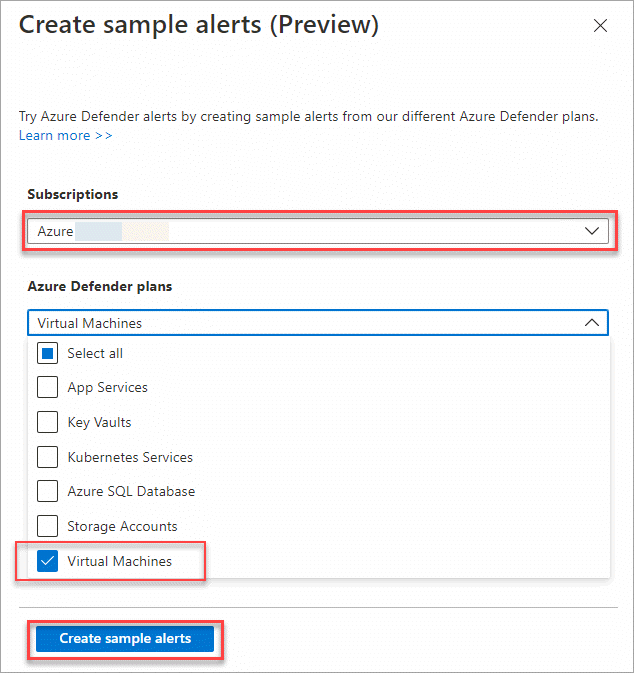 Create sample alerts (Preview)
Try Azure Defender alerts by creating sample alerts from our different Azure Defender plans.
Learn more >>
Subscriptions
Azure
Azure Defender plans
Virtual Machines
Select all
App Services
Key Vaults
Kubernetes Services
Azure SQL Database
Storage Accounts
Virtual Machines
Create sample alerts